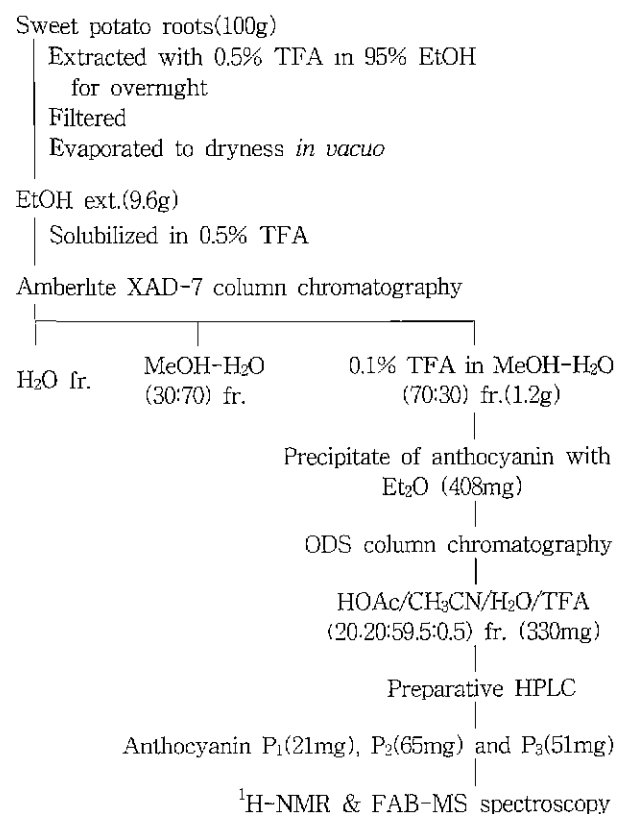 Sweet potato roots(100g)
Extracted with 0.5% TFA in 95% EtOH
for overnight
Filtered
Evaporated to dryness in vacuo
EtOH ext.(9.6g)
Solubilized in 0.5% TFA
Amberlite XAD-7 column chromatography
H₂O fr.
MeOH-H₂O
(30:70) fr.
0.1% TFA in MeOH-H₂O
(70:30) fr.(1.2g)
Precipitate of anthocyanin with
Et₂O (408mg)
ODS column chromatography
HOAc/CH₃CN/H₂O/TFA
(20:20:59.5:0.5) fr. (330mg)
Preparative HPLC
Anthocyanin P₁(21mg), P₂(65mg) and P₃(51mg)
¹H-NMR & FAB-MS spectroscopy